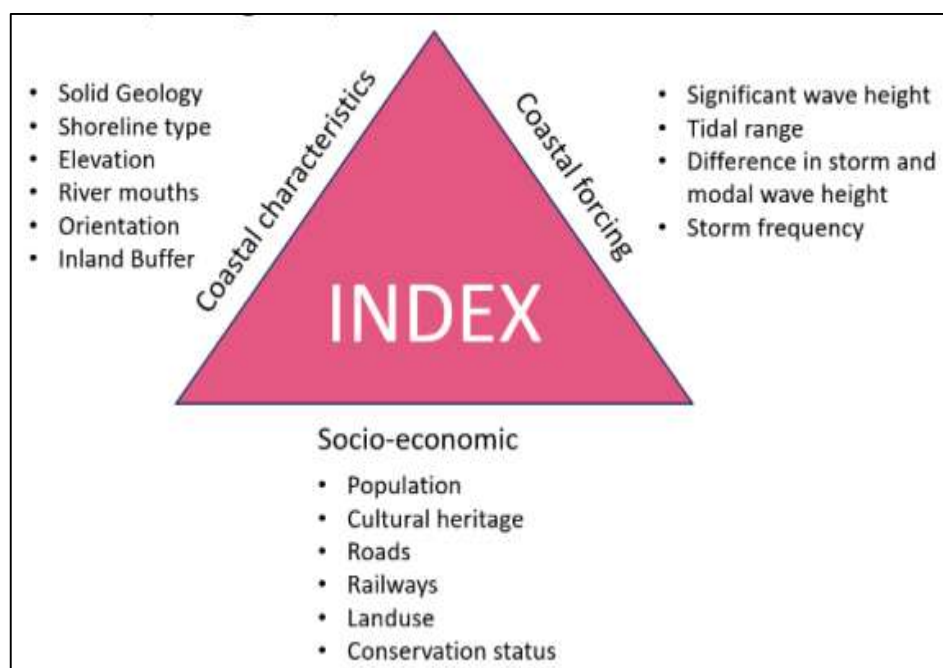 • Solid Geology
• Shoreline type
• Elevation
• River mouths
• Orientation
• Inland Buffer
Coastal characteristics
Coastal forcing
• Significant wave height
• Tidal range
• Difference in storm and
modal wave height
• Storm frequency
INDEX
Socio-economic
• Population
• Cultural heritage
• Roads
• Railways
• Landuse
• Conservation status